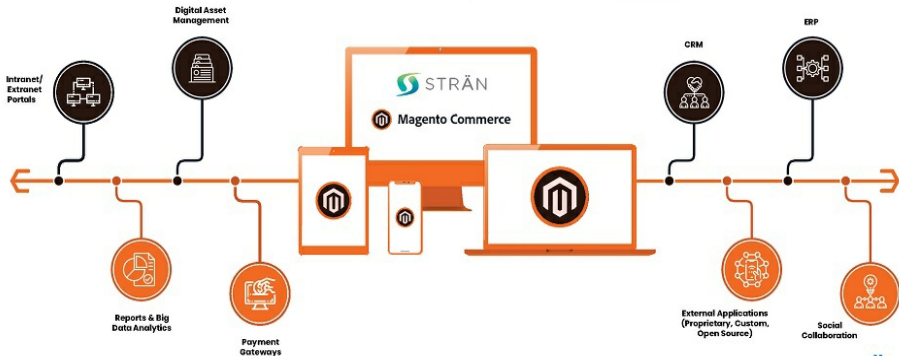 Digital Asset
Management
ERP
CRM
Intranet/
Extranet
Portals
STRÄN
Magento Commerce
Reports & Big
Data Analytics
Payment
Gateways
External Applications
(Proprietary, Custom,
Open Source)
Social
Collaboration